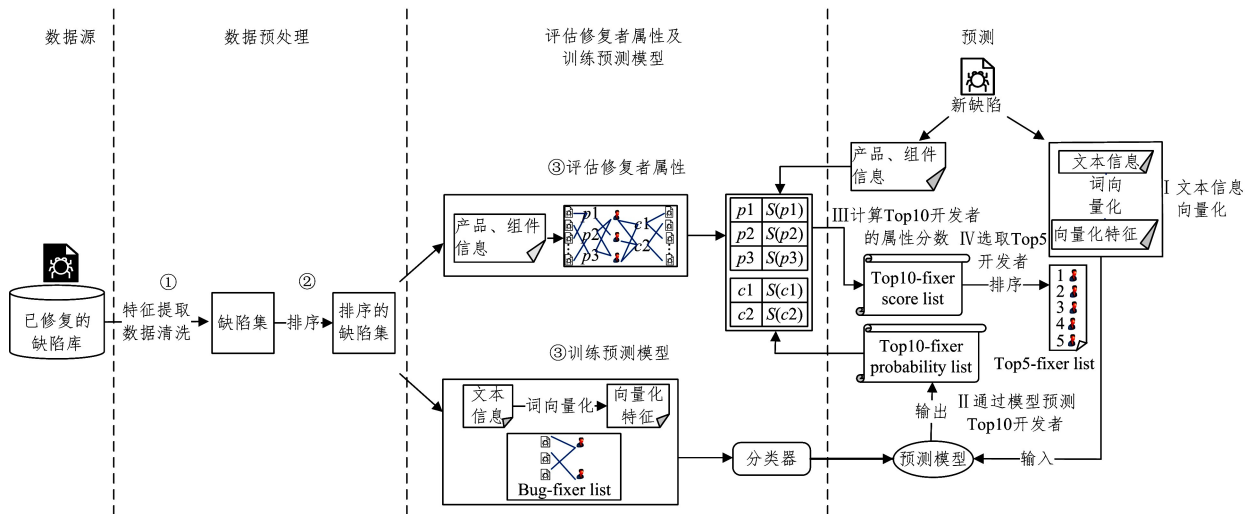 数据源
数据预处理
评估修复者属性及
训练预测模型
预测
新缺陷
已修复的
缺陷库
①
特征提取
数据清洗
缺陷集
②
排序
排序的
缺陷集
③评估修复者属性
产品、组件
信息
p1
p2
p3
c1
c2
③训练预测模型
文本
信息
词向量化
向量化
特征
Bug-fixer list
分类器
p1 S(p1)
p2 S(p2)
p3 S(p3)
c1 S(c1)
c2 S(c2)
产品、组件
信息
文本信息
词向
量化
向量化特征
Ⅰ文本信息
向量化
Ⅲ计算Top10开发者
的属性分数
Ⅳ选取Top5
开发者
排序
Top10-fixer
score list
1
2
3
4
5
Top5-fixer list
Top10-fixer
probability list
输出
Ⅱ通过模型预测
Top10开发者
预测模型
输入